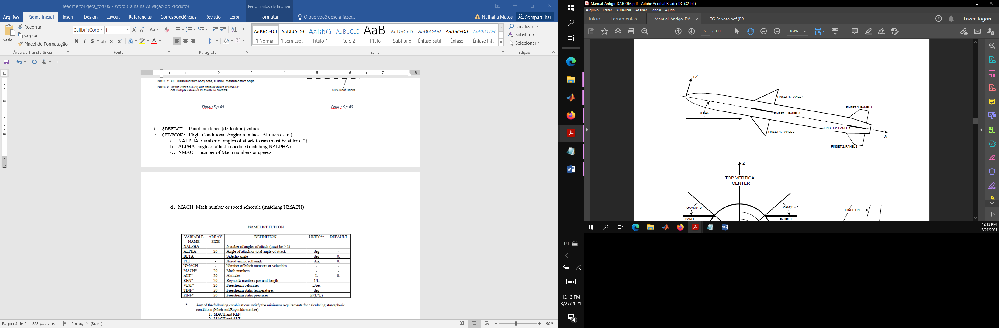 Readme for gera_for005 - Word (Falha na Ativação do Produto)
Ferramentas de Imagem
Arquivo Página Inicial Inserir Design Layout Referências Correspondências Revisão Exibir Formatar O que você deseja fazer... Nathália Matos Compartilhar
Colar
Recortar
Copiar
Pincel de Formatação
Área de Transferência
Calibri (Corp 11
N I S abc x₂ x²
Fonte
Parágrafo
AaBbCcDd AaBbCcDd AaBbC( AaBbCcC AaB AaBbCcD AaBbCcDd AaBbCcDd AaBbCcDd
¶ Normal ¶ Sem Esp... Título 1 Título 2 Título Subtítulo Ênfase Sutil Ênfase Ênfase Int...
Estilo
Localizar
Substituir
Selecionar
Edição
1 2 3 4 5 6 7 8
8
9
10
NOTE 1: XLE measured from body nose, XHINGE measured from origin
NOTE 2: Define either XLE(1) with various values of SWEEP
OR multiple values of XLE with no SWEEP
50% Root Chord
Figura 5 p.40
Figura 6 p.40
6. $DEFLCT: Panel incidence (deflection) values
7. $FLTCON: Flight Conditions (Angles of attack, Altitudes, etc.)
a. NALPHA: number of angles of attack to run (must be at least 2)
b. ALPHA: angle of attack schedule (matching NALPHA)
c. NMACH: number of Mach numbers or speeds
d. MACH: Mach number or speed schedule (matching NMACH)
NAMELIST FLTCON
VARIABLE NAME ARRAY SIZE DEFINITION UNITS** DEFAULT
NALPHA - Number of angles of attack (must be > 1) - -
ALPHA 20 Angle of attack or total angle of attack deg -
BETA - Sideslip angle deg 0.
PHI - Aerodynamic roll angle deg 0.
NMACH - Number of Mach numbers or velocities - -
MACH* 20 Mach numbers - -
ALT* 20 Altitudes L 0.
REN* 20 Reynolds numbers per unit length 1/L -
VINF* 20 Freestream velocities L/sec -
TINF* 20 Freestream static temperatures deg -
PINF* 20 Freestream static pressures F/(L*L) -
* Any of the following combinations satisfy the minimum requirements for calculating atmospheric
conditions (Mach and Reynolds number):
1. MACH and REN
2. MACH and ALT
Página 3 de 5 223 palavras Português (Brasil)
90%
PT
12:13 PM
3/27/2021
4
Manual_Antigo_DATCOM.pdf - Adobe Acrobat Reader DC (32-bit)
Arquivo Editar Visualizar Assinar Janela Ajuda
Início Ferramentas Manual_Antigo_DA... × TG Peixoto.pdf (PR... Fazer logon
50 / 111
104%
+Z
FINSET 1, PANEL 1
FINSET 2, PANEL 1
ALPHA
FINSET 1, PANEL 4
FINSET 2, PANEL 4
FINSET 1, PANEL 3
+X
FINSET 2, PANEL 3
Z
TOP VERTICAL
CENTER
GAM(3) < 0
GAM(1) > 0
HINGE LINE
PANEL 3
PANEL 1
12:13 PM
3/27/2021